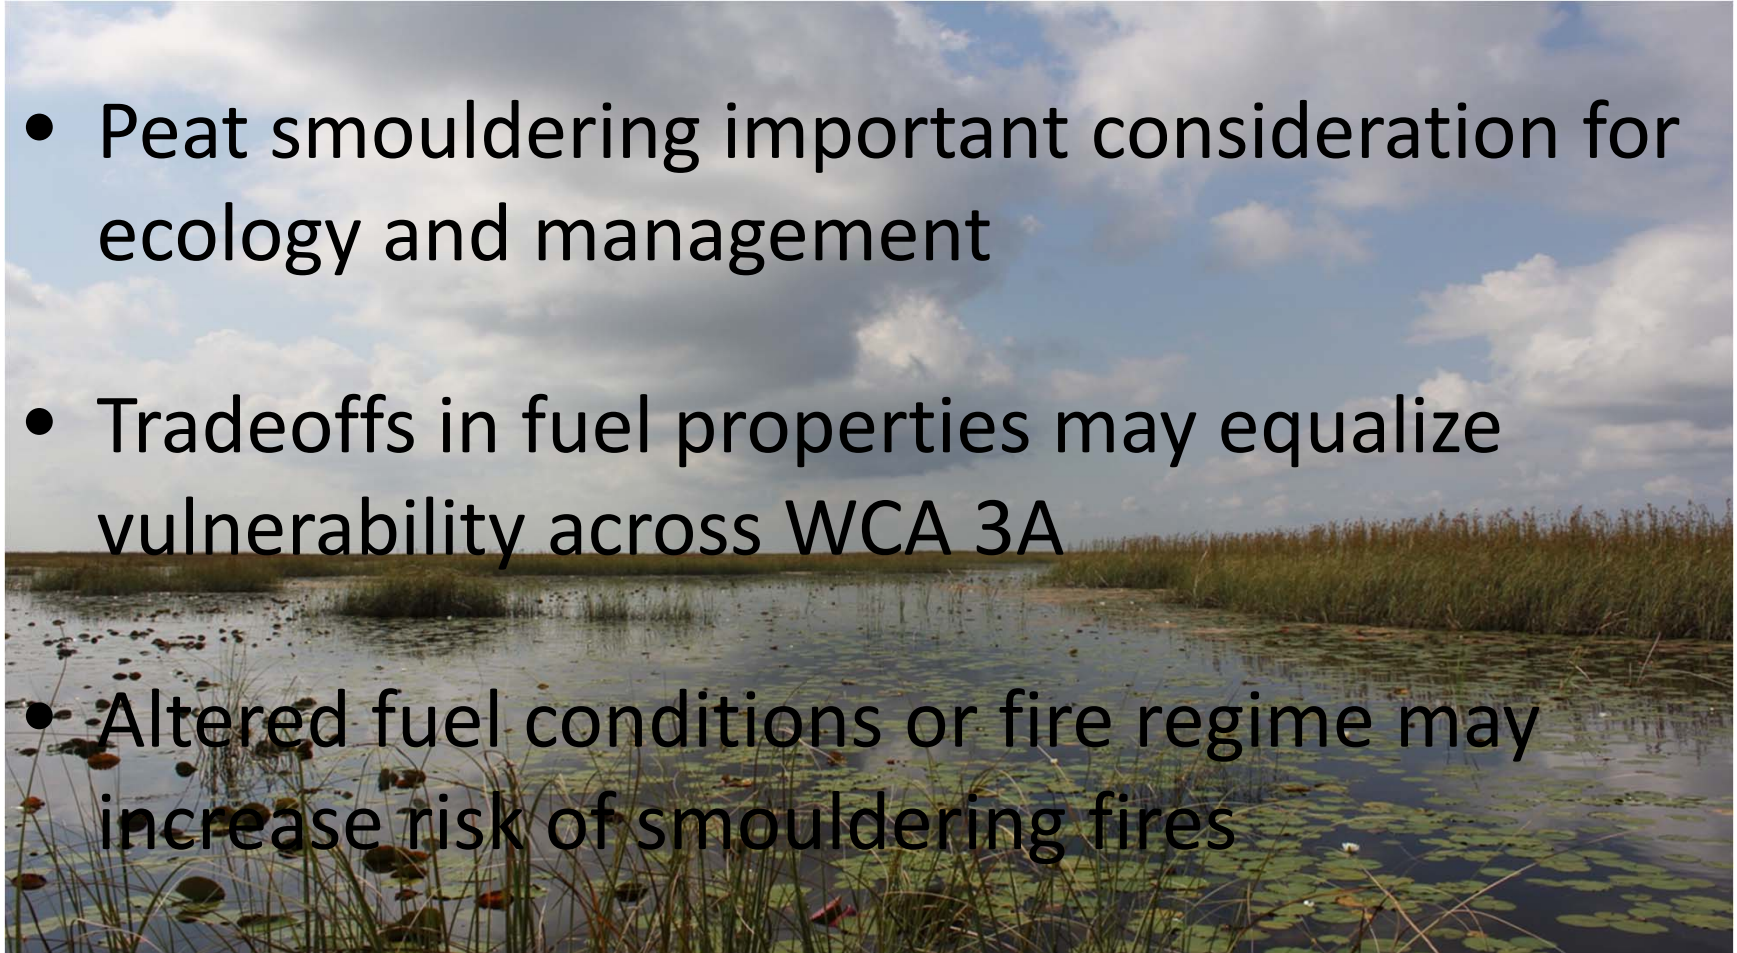 • Peat smouldering important consideration for
ecology and management
• Tradeoffs in fuel properties may equalize
vulnerability across WCA 3A
• Altered fuel conditions or fire regime may
increase risk of smouldering fires